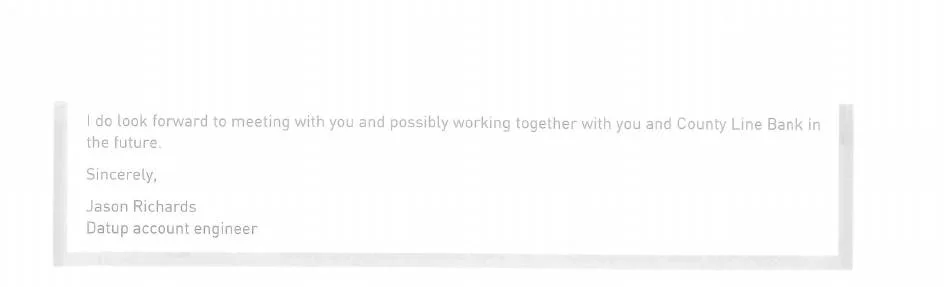 I do look forward to meeting with you and possibly working together with you and County Line Bank in
the future.
Sincerely,
Jason Richards
Datup account engineer